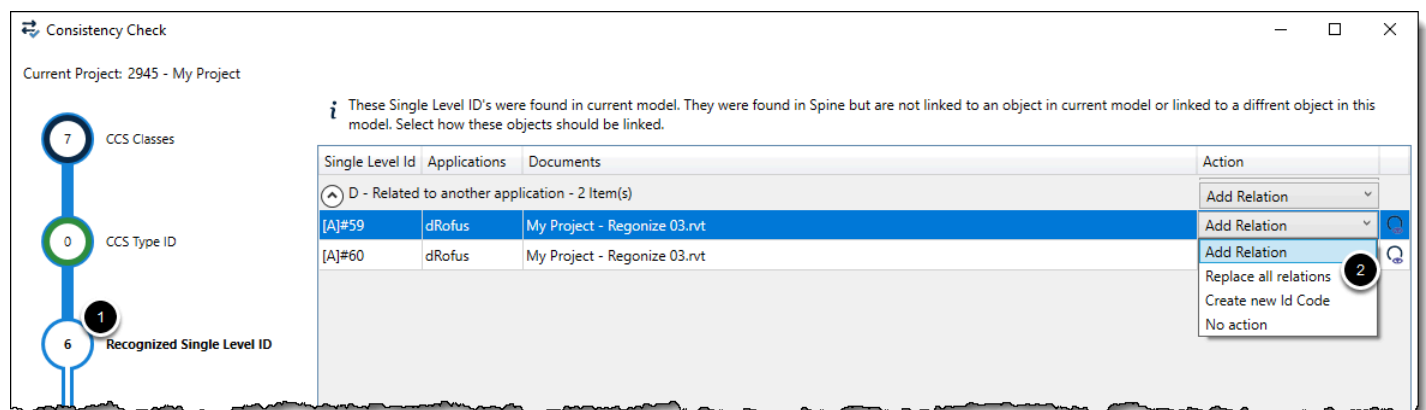 Consistency Check
Current Project: 2945 - My Project
These Single Level ID's were found in current model. They were found in Spine but are not linked to an object in current model or linked to a diffrent object in this
model. Select how these objects should be linked.
7 CCS Classes
Single Level Id Applications Documents Action
D - Related to another application - 2 Item(s) Add Relation
[A]#59 dRofus My Project - Regonize 03.rvt Add Relation
0 CCS Type ID
[A]#60 dRofus My Project - Regonize 03.rvt
Add Relation
Replace all relations 2
Create new Id Code
No action
1
6 Recognized Single Level ID